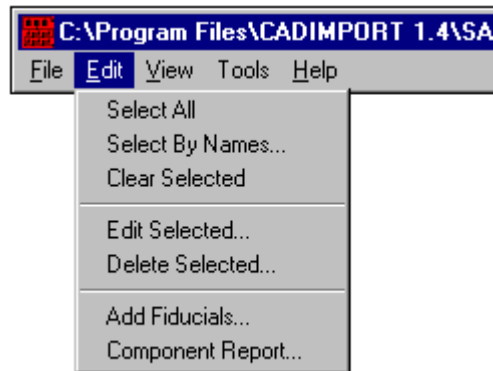 C:\Program Files\CADIMPORT 1.4\SA
File Edit View Tools Help
Select All
Select By Names...
Clear Selected
Edit Selected...
Delete Selected...
Add Fiducials...
Component Report...